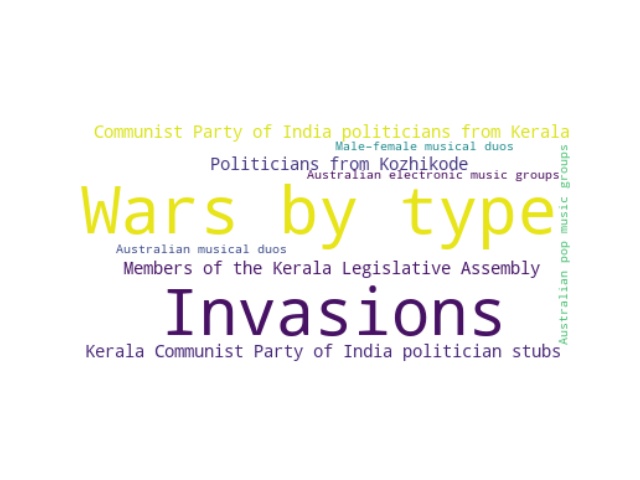 Communist Party of India politicians from Kerala
Male–female musical duos
Politicians from Kozhikode
Australian electronic music groups
Wars by type
Australian pop music groups
Australian musical duos
Members of the Kerala Legislative Assembly
Invasions
Kerala Communist Party of India politician stubs